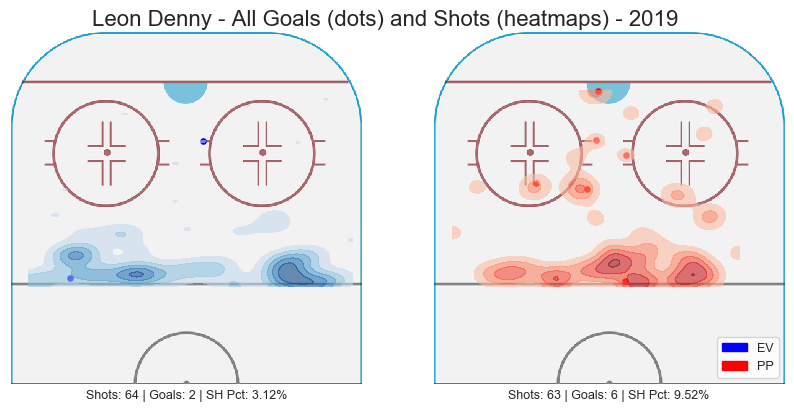 Leon Denny - All Goals (dots) and Shots (heatmaps) - 2019
EV
PP
Shots: 64 | Goals: 2 | SH Pct: 3.12%
Shots: 63 | Goals: 6 | SH Pct: 9.52%